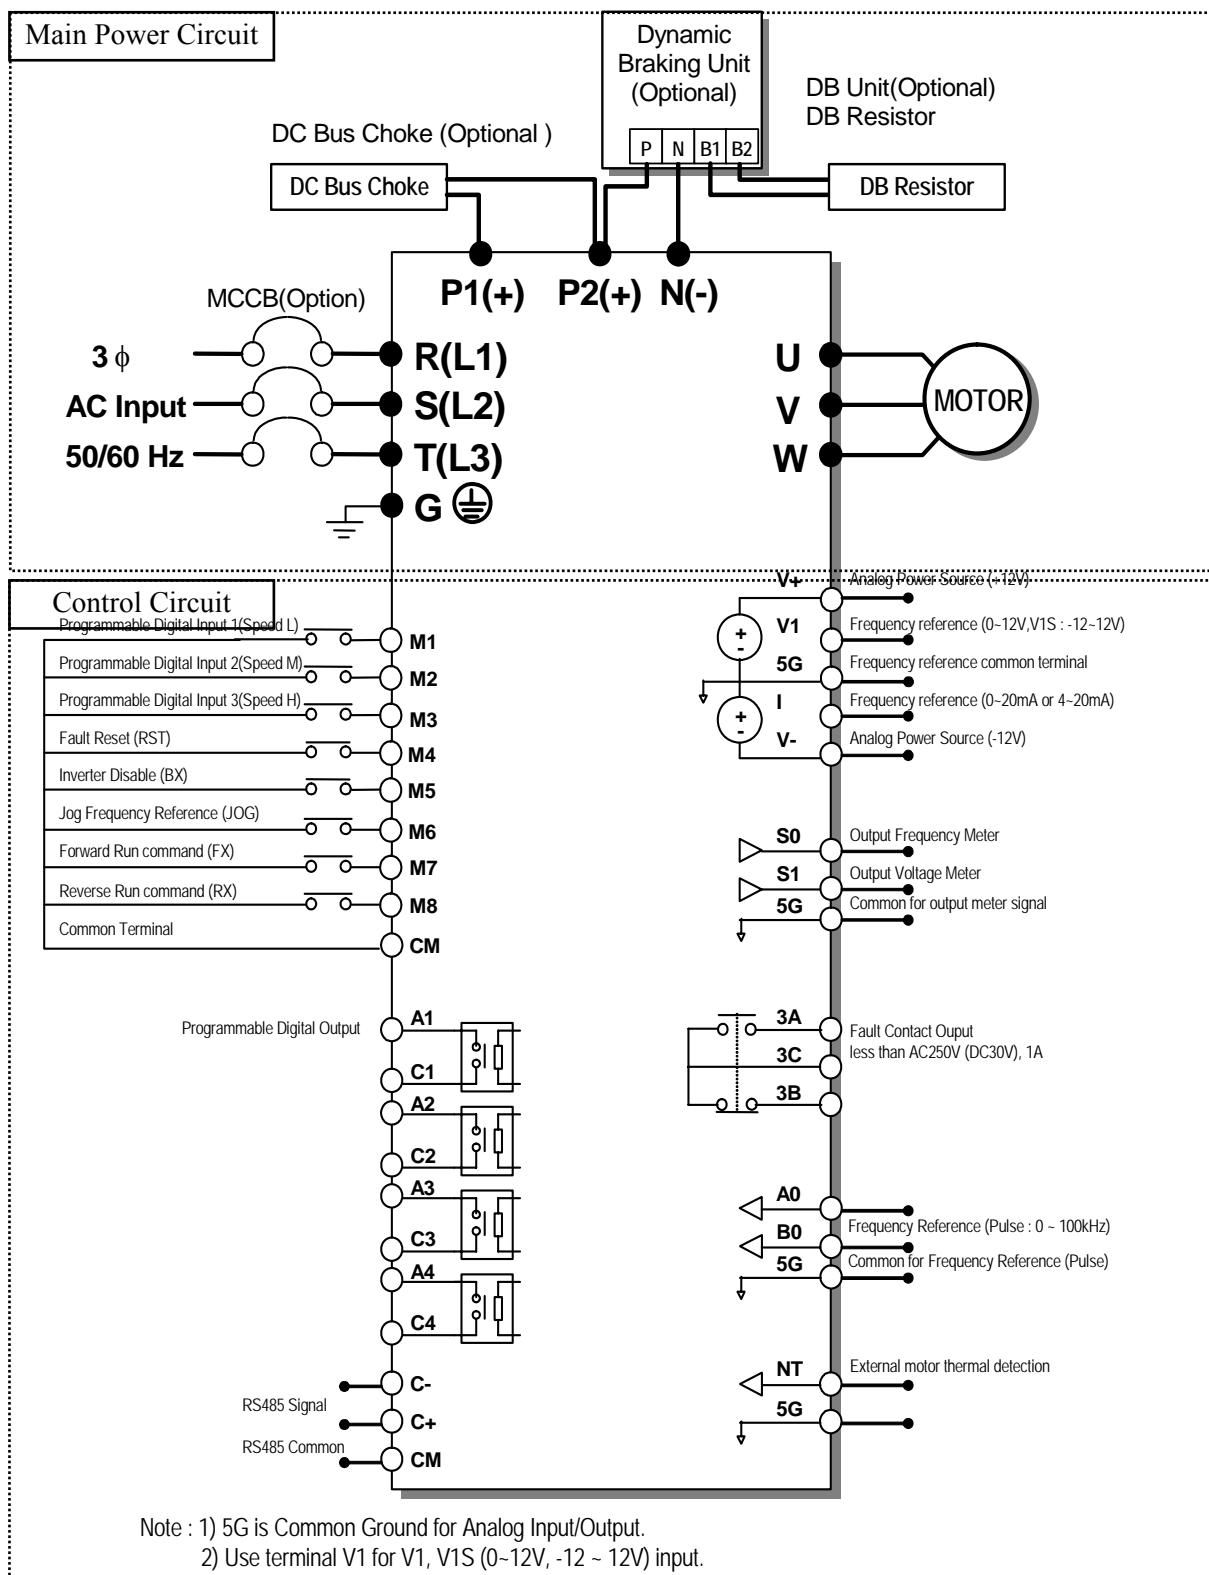 Main Power Circuit
Dynamic
Braking Unit
(Optional)
P N B1 B2
DB Unit(Optional)
DB Resistor
DC Bus Choke (Optional )
DC Bus Choke
DB Resistor
P1(+) P2(+) N(-)
MCCB(Option)
3 ϕ
AC Input
50/60 Hz
R(L1)
S(L2)
T(L3)
G
U
V
W
MOTOR
Control Circuit
Programmable Digital Input 1(Speed L)
M1
Programmable Digital Input 2(Speed M)
M2
Programmable Digital Input 3(Speed H)
M3
Fault Reset (RST)
M4
Inverter Disable (BX)
M5
Jog Frequency Reference (JOG)
M6
Forward Run command (FX)
M7
Reverse Run command (RX)
M8
Common Terminal
CM
V+
Analog Power Source (+12V)
+
-
V1
Frequency reference (0~12V,V1S : -12~12V)
5G
Frequency reference common terminal
+
-
I
Frequency reference (0~20mA or 4~20mA)
V-
Analog Power Source (-12V)
S0
Output Frequency Meter
S1
Output Voltage Meter
5G
Common for output meter signal
Programmable Digital Output
A1
C1
A2
C2
A3
C3
A4
C4
3A
3C
3B
Fault Contact Ouput
less than AC250V (DC30V), 1A
A0
B0
Frequency Reference (Pulse : 0 ~ 100kHz)
5G
Common for Frequency Reference (Pulse)
NT
External motor thermal detection
5G
RS485 Signal
C-
C+
RS485 Common
CM
Note : 1) 5G is Common Ground for Analog Input/Output.
2) Use terminal V1 for V1, V1S (0~12V, -12 ~ 12V) input.